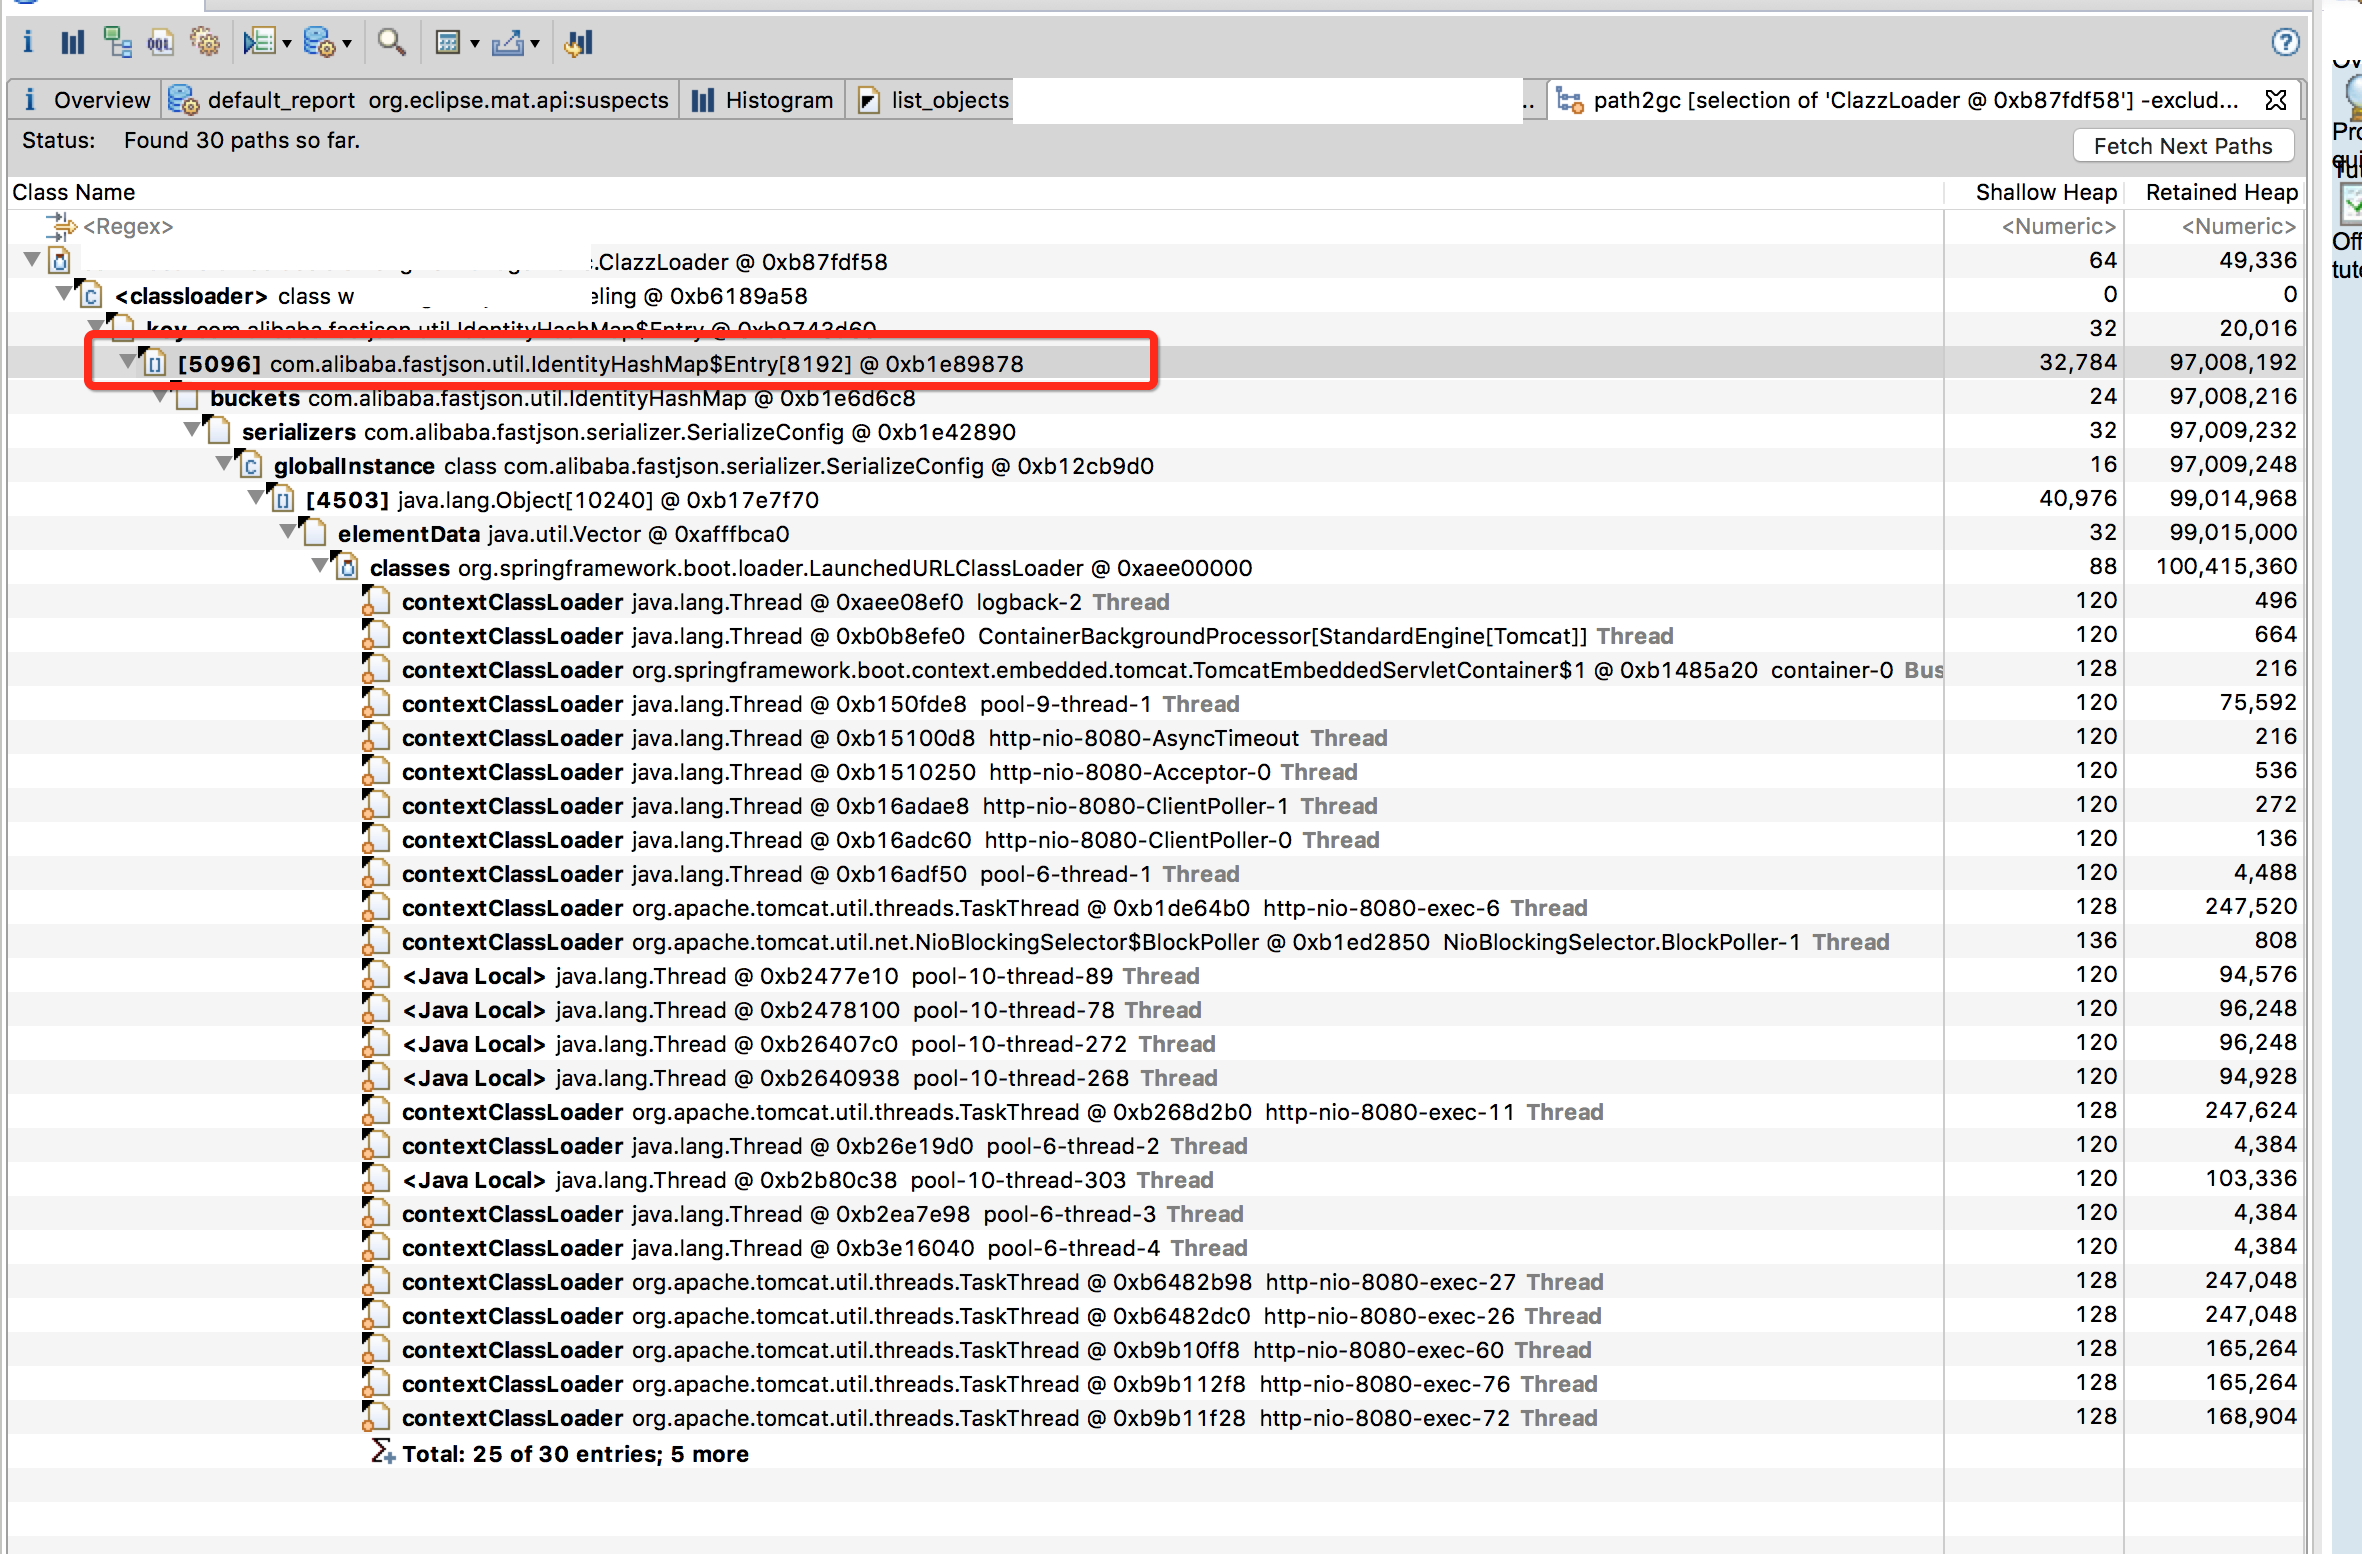 Overview default_report org.eclipse.mat.api:suspects Histogram list_objects .. path2gc [selection of 'ClazzLoader @ 0xb87fdf58'] -exclud...
Status: Found 30 paths so far.
Fetch Next Paths
Class Name Shallow Heap Retained Heap
<Regex> <Numeric> <Numeric>
.ClazzLoader @ 0xb87fdf58 64 49,336
<classloader> class w eling @ 0xb6189a58 0 0
key com.alibaba.fastjson.util.IdentityHashMap$Entry @ 0xb9743d60 32 20,016
[5096] com.alibaba.fastjson.util.IdentityHashMap$Entry[8192] @ 0xb1e89878 32,784 97,008,192
buckets com.alibaba.fastjson.util.IdentityHashMap @ 0xb1e6d6c8 24 97,008,216
serializers com.alibaba.fastjson.serializer.SerializeConfig @ 0xb1e42890 32 97,009,232
globalInstance class com.alibaba.fastjson.serializer.SerializeConfig @ 0xb12cb9d0 16 97,009,248
[4503] java.lang.Object[10240] @ 0xb17e7f70 40,976 99,014,968
elementData java.util.Vector @ 0xafffbca0 32 99,015,000
classes org.springframework.boot.loader.LaunchedURLClassLoader @ 0xaee00000 88 100,415,360
contextClassLoader java.lang.Thread @ 0xaee08ef0 logback-2 Thread 120 496
contextClassLoader java.lang.Thread @ 0xb0b8efe0 ContainerBackgroundProcessor[StandardEngine[Tomcat]] Thread 120 664
contextClassLoader org.springframework.boot.context.embedded.tomcat.TomcatEmbeddedServletContainer$1 @ 0xb1485a20 container-0 Bus 128 216
contextClassLoader java.lang.Thread @ 0xb150fde8 pool-9-thread-1 Thread 120 75,592
contextClassLoader java.lang.Thread @ 0xb15100d8 http-nio-8080-AsyncTimeout Thread 120 216
contextClassLoader java.lang.Thread @ 0xb1510250 http-nio-8080-Acceptor-0 Thread 120 536
contextClassLoader java.lang.Thread @ 0xb16adae8 http-nio-8080-ClientPoller-1 Thread 120 272
contextClassLoader java.lang.Thread @ 0xb16adc60 http-nio-8080-ClientPoller-0 Thread 120 136
contextClassLoader java.lang.Thread @ 0xb16adf50 pool-6-thread-1 Thread 120 4,488
contextClassLoader org.apache.tomcat.util.threads.TaskThread @ 0xb1de64b0 http-nio-8080-exec-6 Thread 128 247,520
contextClassLoader org.apache.tomcat.util.net.NioBlockingSelector$BlockPoller @ 0xb1ed2850 NioBlockingSelector.BlockPoller-1 Thread 136 808
<Java Local> java.lang.Thread @ 0xb2477e10 pool-10-thread-89 Thread 120 94,576
<Java Local> java.lang.Thread @ 0xb2478100 pool-10-thread-78 Thread 120 96,248
<Java Local> java.lang.Thread @ 0xb26407c0 pool-10-thread-272 Thread 120 96,248
<Java Local> java.lang.Thread @ 0xb2640938 pool-10-thread-268 Thread 120 94,928
contextClassLoader org.apache.tomcat.util.threads.TaskThread @ 0xb268d2b0 http-nio-8080-exec-11 Thread 128 247,624
contextClassLoader java.lang.Thread @ 0xb26e19d0 pool-6-thread-2 Thread 120 4,384
<Java Local> java.lang.Thread @ 0xb2b80c38 pool-10-thread-303 Thread 120 103,336
contextClassLoader java.lang.Thread @ 0xb2ea7e98 pool-6-thread-3 Thread 120 4,384
contextClassLoader java.lang.Thread @ 0xb3e16040 pool-6-thread-4 Thread 120 4,384
contextClassLoader org.apache.tomcat.util.threads.TaskThread @ 0xb6482b98 http-nio-8080-exec-27 Thread 128 247,048
contextClassLoader org.apache.tomcat.util.threads.TaskThread @ 0xb6482dc0 http-nio-8080-exec-26 Thread 128 247,048
contextClassLoader org.apache.tomcat.util.threads.TaskThread @ 0xb9b10ff8 http-nio-8080-exec-60 Thread 128 165,264
contextClassLoader org.apache.tomcat.util.threads.TaskThread @ 0xb9b112f8 http-nio-8080-exec-76 Thread 128 165,264
contextClassLoader org.apache.tomcat.util.threads.TaskThread @ 0xb9b11f28 http-nio-8080-exec-72 Thread 128 168,904
Total: 25 of 30 entries; 5 more